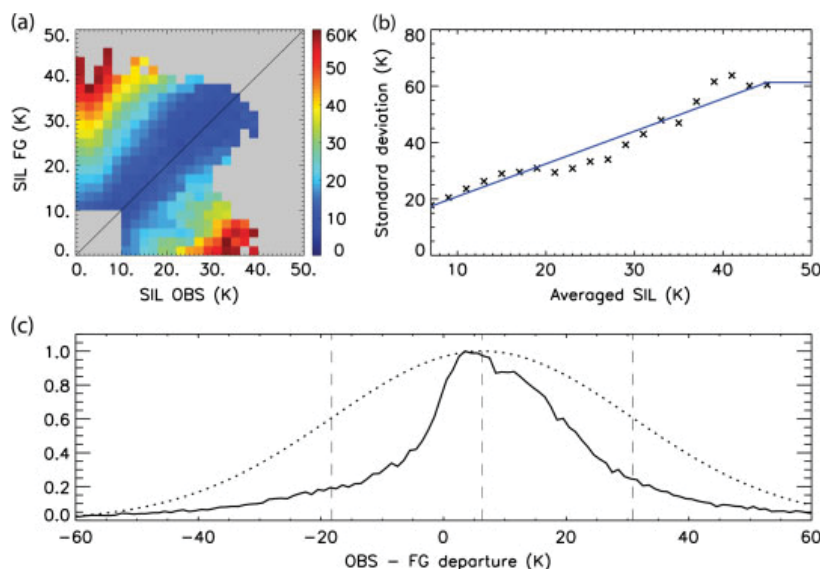 (a)
50.
40.
30.
20.
10.
0.
SIL FG (K)
0. 10. 20. 30. 40. 50.
SIL OBS (K)
60K
50
40
30
20
10
0
(b)
80
60
40
20
0
Standard deviation (K)
10 20 30 40 50
Averaged SIL (K)
(c)
1.0
0.8
0.6
0.4
0.2
0.0
-60 -40 -20 0 20 40 60
OBS - FG departure (K)